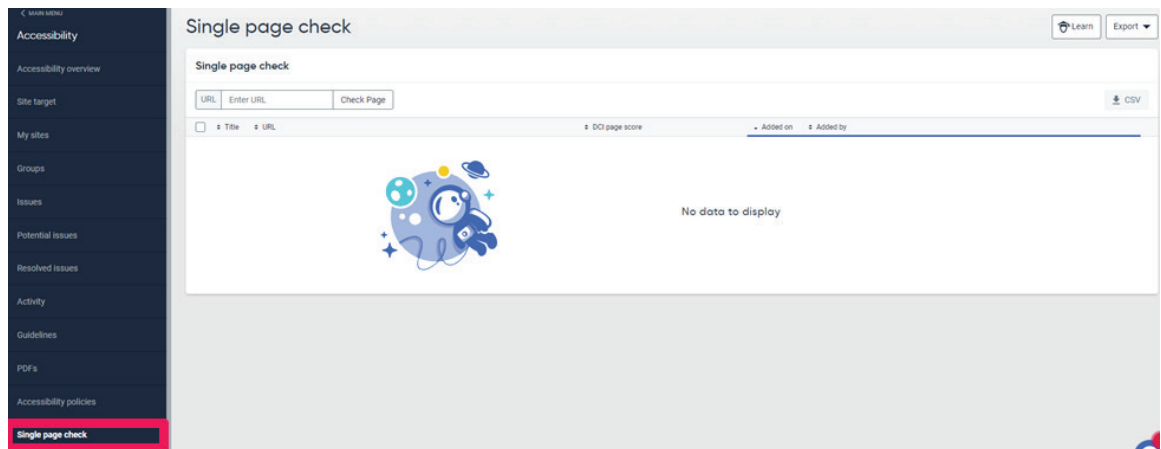 MAIN MENU
Accessibility
Accessibility overview
Site target
My sites
Groups
Issues
Potential issues
Resolved issues
Activity
Guidelines
PDFs
Accessibility policies
Single page check
Single page check
Learn
Export
Single page check
URL
Enter URL
Check Page
CSV
Title URL DCI page score Added on Added by
No data to display